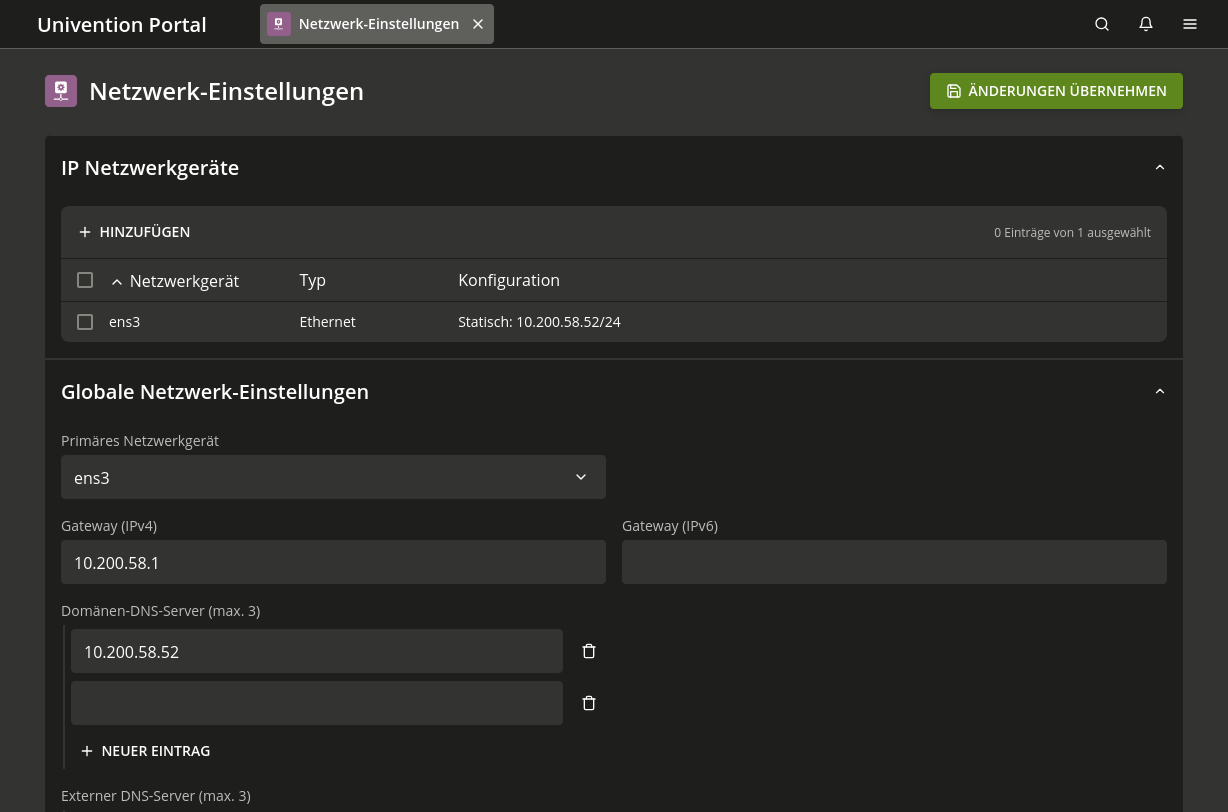 Univention Portal
Netzwerk-Einstellungen
Netzwerk-Einstellungen
ÄNDERUNGEN ÜBERNEHMEN
IP Netzwerkgeräte
HINZUFÜGEN
0 Einträge von 1 ausgewählt
Netzwerkgerät Typ Konfiguration
ens3 Ethernet Statisch: 10.200.58.52/24
Globale Netzwerk-Einstellungen
Primäres Netzwerkgerät
ens3
Gateway (IPv4) Gateway (IPv6)
10.200.58.1
Domänen-DNS-Server (max. 3)
10.200.58.52
NEUER EINTRAG
Externer DNS-Server (max. 3)